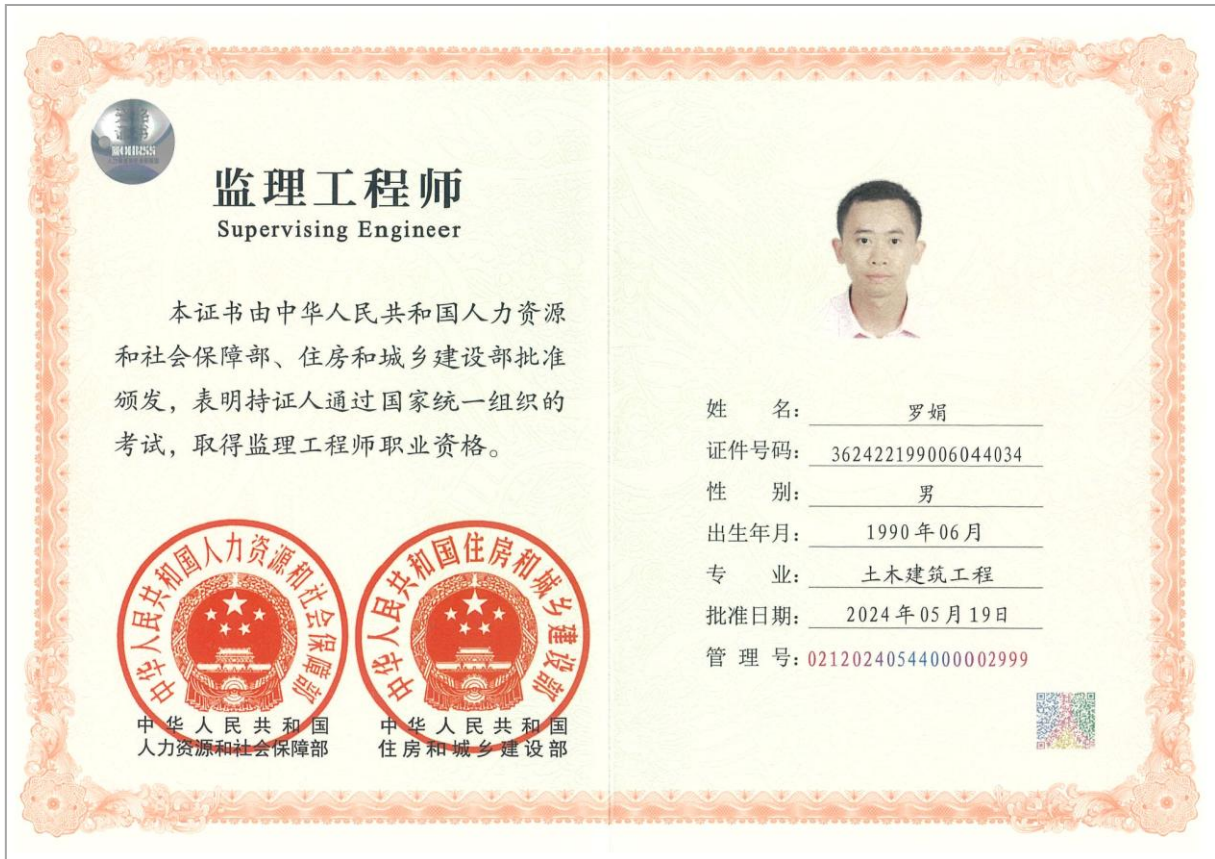 监理工程师
Supervising Engineer
本证书由中华人民共和国人力资源
和社会保障部、住房和城乡建设部批准
颁发，表明持证人通过国家统一组织的
考试，取得监理工程师职业资格。
中华人民共和国人力资源和社会保障部
中华人民共和国
人力资源和社会保障部
中华人民共和国住房和城乡建设部
中华人民共和国
住房和城乡建设部
姓名：罗娟
证件号码：362422199006044034
性别：男
出生年月：1990年06月
专业：土木建筑工程
批准日期：2024年05月19日
管理号：02120240544000002999